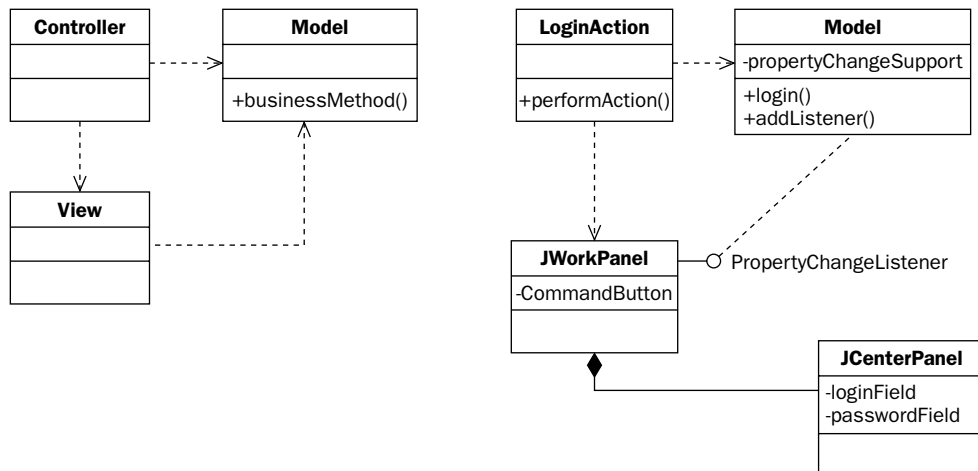 Controller
Model
+businessMethod()
View
LoginAction
+performAction()
Model
-propertyChangeSupport
+login()
+addListener()
JWorkPanel
-CommandButton
PropertyChangeListener
JCenterPanel
-loginField
-passwordField